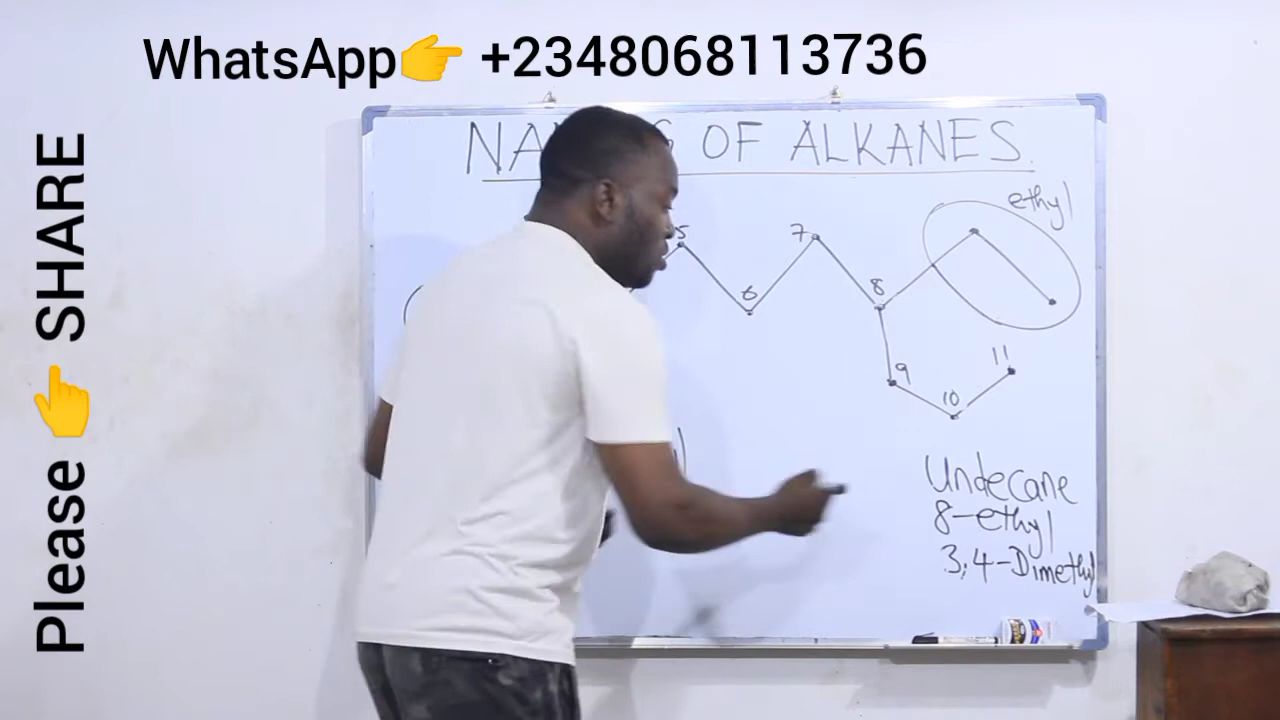 WhatsApp👉 +2348068113736
Please 👉 SHARE
NA S OF ALKANES.
ethyl
5
7
6
8
9
10
11
Undecane
8-ethyl
3,4-Dimethyl